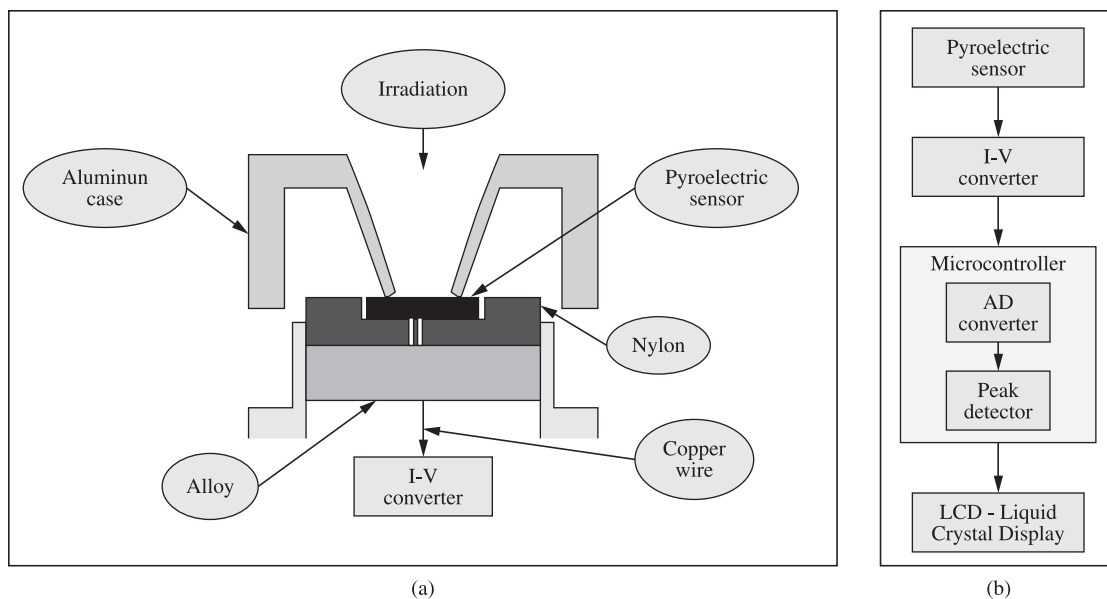 Irradiation
Aluminun
case
Pyroelectric
sensor
Nylon
Copper
wire
Alloy
I-V
converter
(a)
Pyroelectric
sensor
I-V
converter
Microcontroller
AD
converter
Peak
detector
LCD - Liquid
Crystal Display
(b)